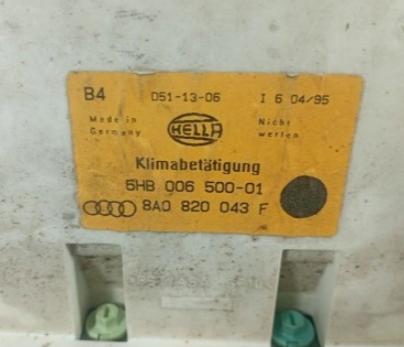 B4 D51-13-06 I 6 04/95
Made in HELLA Nicht
Germany werfen
Klimabetätigung
5HB 006 500-01
8A0 820 043 F